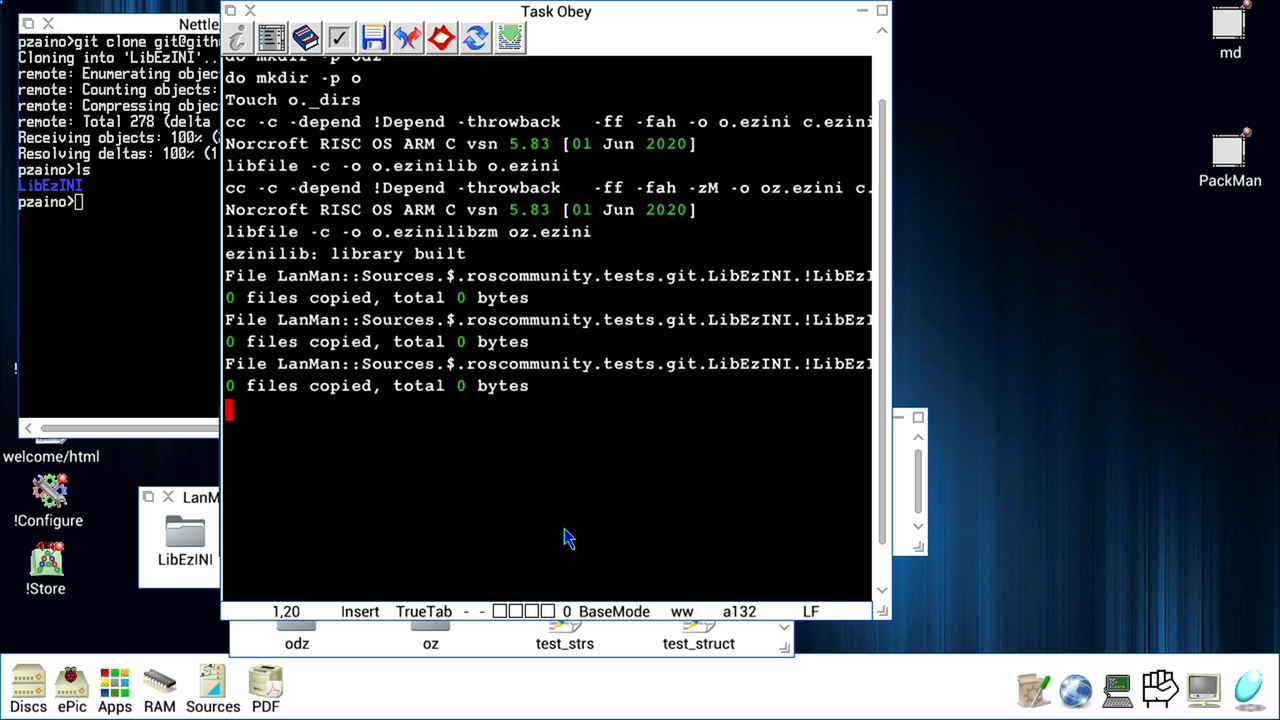 Nettle
pzaino>git clone git@gith
Cloning into 'LibEzINI'..
remote: Enumerating objec
remote: Counting objects:
remote: Compressing objec
remote: Total 278 (delta
Receiving objects: 100% (
Resolving deltas: 100% (1
pzaino>ls
LibEzINI
pzaino>
Task Obey
do mkdir -p odz
do mkdir -p o
Touch o._dirs
cc -c -depend !Depend -throwback   -ff -fah -o o.ezini c.ezini
Norcroft RISC OS ARM C vsn 5.83 [01 Jun 2020]
libfile -c -o o.ezinilib o.ezini
cc -c -depend !Depend -throwback   -ff -fah -zM -o oz.ezini c.
Norcroft RISC OS ARM C vsn 5.83 [01 Jun 2020]
libfile -c -o o.ezinilibzm oz.ezini
ezinilib: library built
File LanMan::Sources.$.roscommunity.tests.git.LibEzINI.!LibEzI
0 files copied, total 0 bytes
File LanMan::Sources.$.roscommunity.tests.git.LibEzINI.!LibEzI
0 files copied, total 0 bytes
File LanMan::Sources.$.roscommunity.tests.git.LibEzINI.!LibEzI
0 files copied, total 0 bytes
1,20 Insert TrueTab - - 0 BaseMode ww a132 LF
md
PackMan
welcome/html
!Configure
!Store
LanM
LibEzINI
odz
oz
test_strs
test_struct
Discs
ePic
Apps
RAM
Sources
PDF